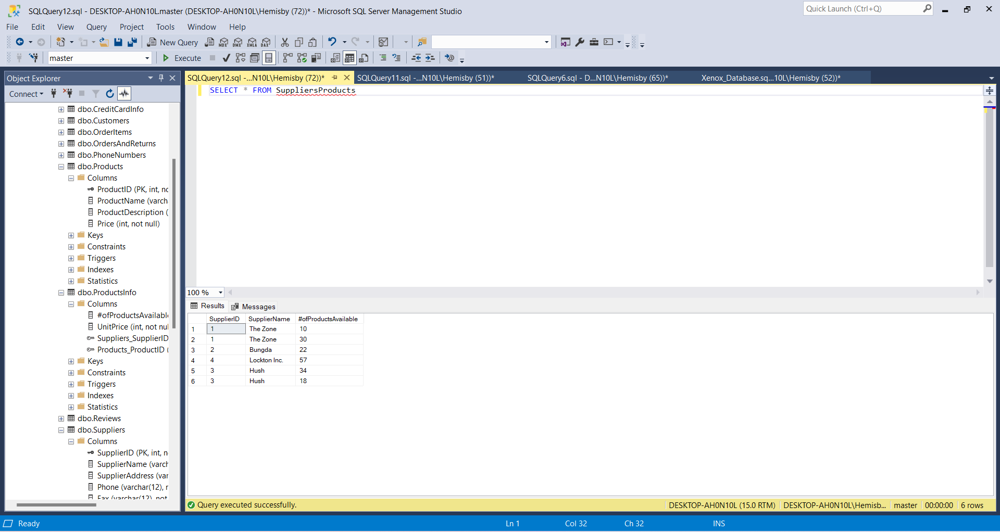 SQLQuery12.sql - DESKTOP-AH0N10L.master (DESKTOP-AH0N10L\Hemisby (72))* - Microsoft SQL Server Management Studio
Quick Launch (Ctrl+Q)
File Edit View Query Project Tools Window Help
New Query MDX DMX XMLA DAX
master Execute
Object Explorer
Connect
dbo.CreditCardInfo
dbo.Customers
dbo.OrderItems
dbo.OrdersAndReturns
dbo.PhoneNumbers
dbo.Products
Columns
ProductID (PK, int, nc
ProductName (varch
ProductDescription (
Price (int, not null)
Keys
Constraints
Triggers
Indexes
Statistics
dbo.ProductsInfo
Columns
#ofProductsAvailable
UnitPrice (int, not nul
Suppliers_SupplierID
Products_ProductID (
Keys
Constraints
Triggers
Indexes
Statistics
dbo.Reviews
dbo.Suppliers
Columns
SupplierID (PK, int, n
SupplierName (varch
SupplierAddress (var
Phone (varchar(12), r
Fax (varchar(12), not
SQLQuery12.sql -...N10L\Hemisby (72))* SQLQuery11.sql -...N10L\Hemisby (51))* SQLQuery6.sql - D...N10L\Hemisby (65))* Xenox_Database.sq...10L\Hemisby (52))*
SELECT * FROM SuppliersProducts
100 %
Results Messages
SupplierID SupplierName #ofProductsAvailable
1 1 The Zone 10
2 1 The Zone 30
3 2 Bungda 22
4 4 Lockton Inc. 57
5 3 Hush 34
6 3 Hush 18
Query executed successfully. DESKTOP-AH0N10L (15.0 RTM) DESKTOP-AH0N10L\Hemisb... master 00:00:00 6 rows
Ready Ln 1 Col 32 Ch 32 INS